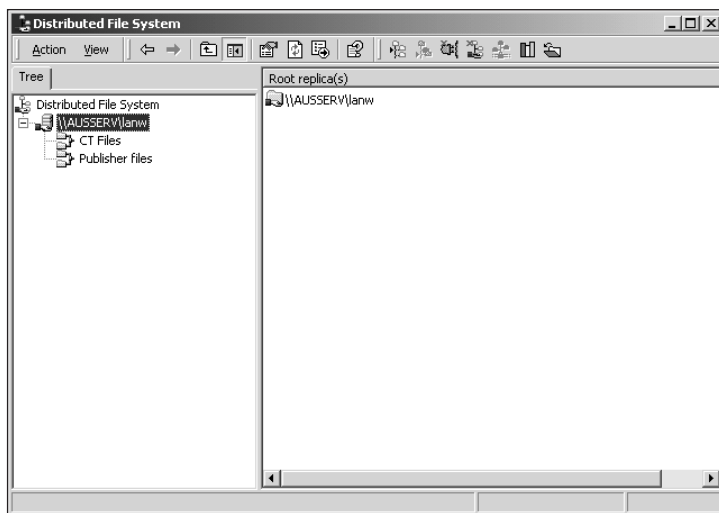 Distributed File System
Action View
Tree
Root replica(s)
Distributed File System
\\AUSSERV\lanw
CT Files
Publisher files
\\AUSSERV\lanw